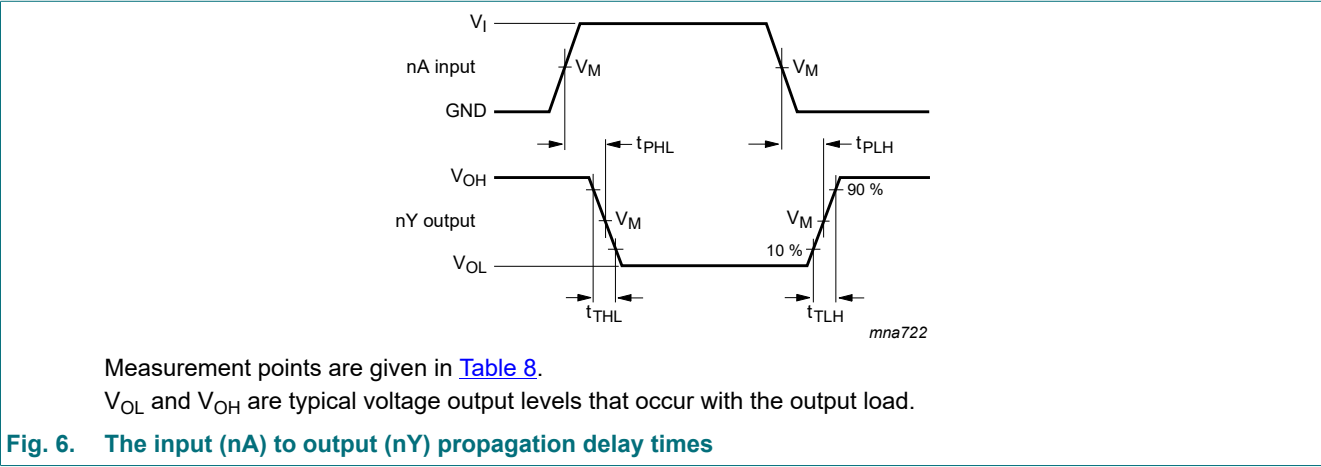 VI
nA input
VM
VM
GND
tPHL
tPLH
VOH
90 %
nY output
VM
VM
10 %
VOL
tTHL
tTLH
mna722
Measurement points are given in Table 8.
VOL and VOH are typical voltage output levels that occur with the output load.
Fig. 6. The input (nA) to output (nY) propagation delay times